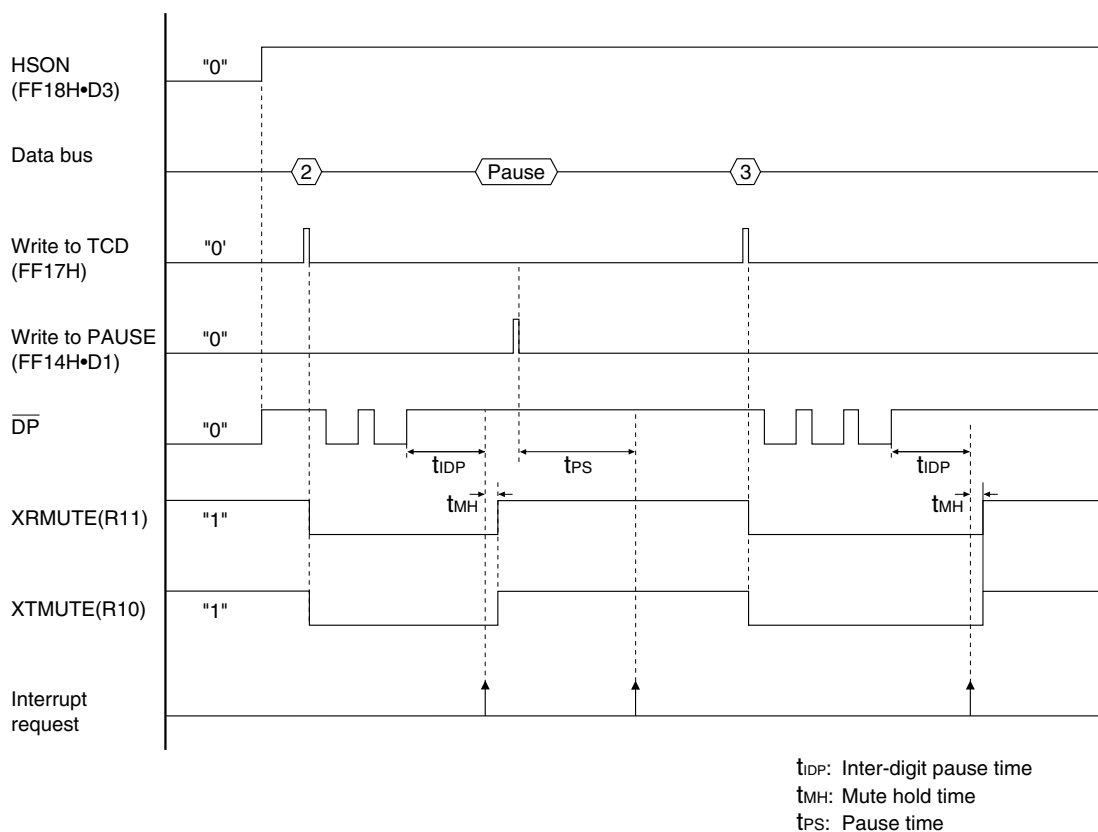 HSON
(FF18H•D3)
"0"
Data bus
2
Pause
3
Write to TCD
(FF17H)
"0'
Write to PAUSE
(FF14H•D1)
"0"
DP
"0"
tIDP
tPS
tIDP
tMH
tMH
XRMUTE(R11)
"1"
XTMUTE(R10)
"1"
Interrupt
request
tIDP: Inter-digit pause time
tMH: Mute hold time
tPS: Pause time